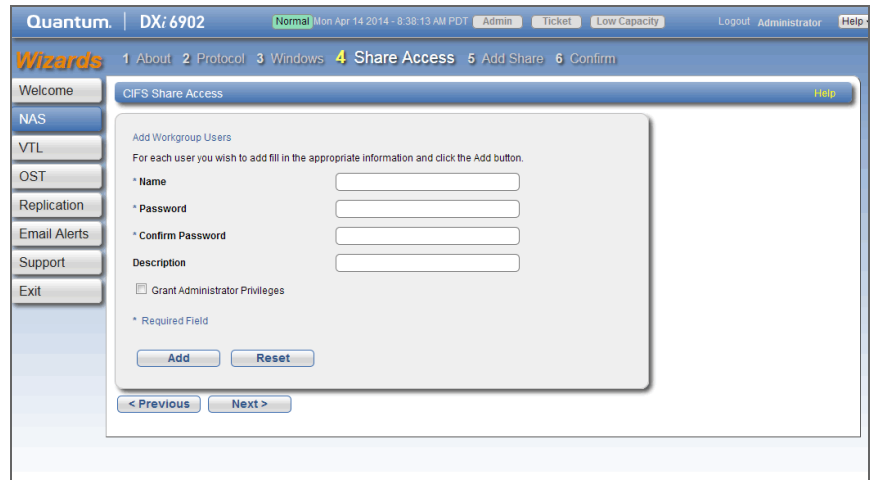 Quantum. DXi 6902 Normal Mon Apr 14 2014 - 8:38:13 AM PDT Admin Ticket Low Capacity Logout Administrator Help
Wizards 1 About 2 Protocol 3 Windows 4 Share Access 5 Add Share 6 Confirm
Welcome
NAS
VTL
OST
Replication
Email Alerts
Support
Exit
CIFS Share Access Help
Add Workgroup Users
For each user you wish to add fill in the appropriate information and click the Add button.
* Name
* Password
* Confirm Password
Description
Grant Administrator Privileges
* Required Field
Add Reset
< Previous Next >